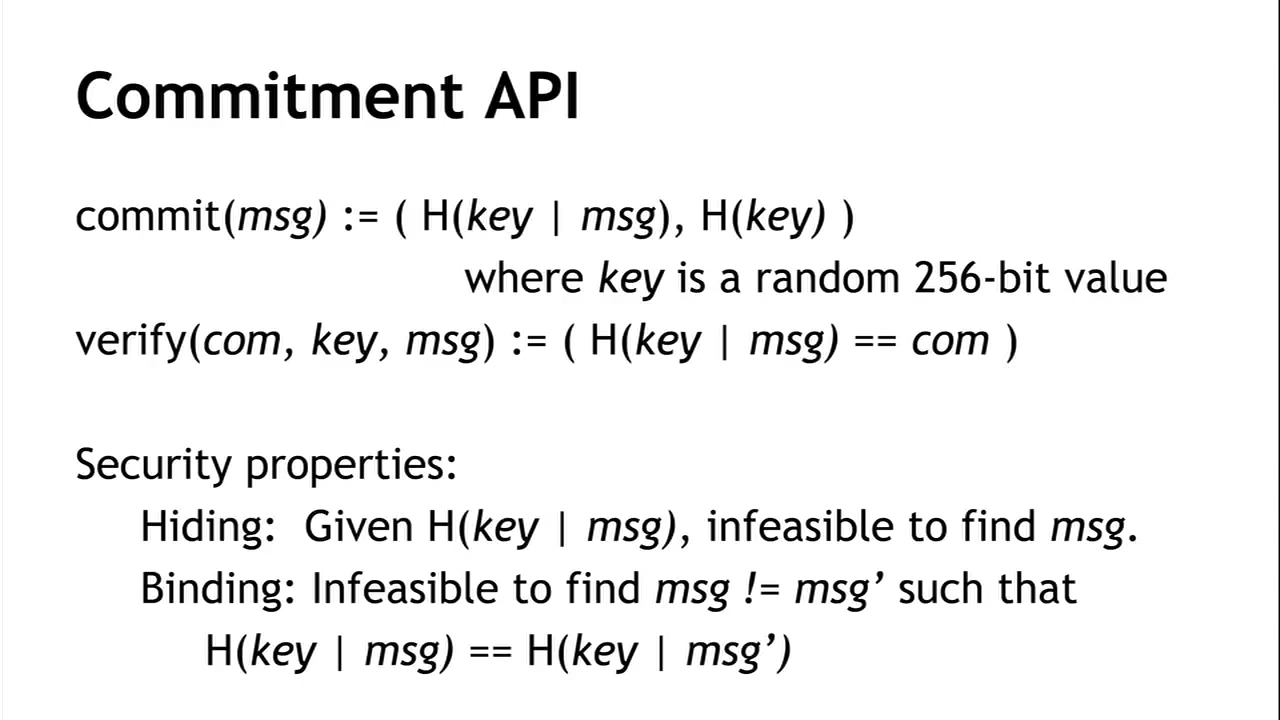 Commitment API
commit(msg) := ( H(key | msg), H(key) )
where key is a random 256-bit value
verify(com, key, msg) := ( H(key | msg) == com )
Security properties:
Hiding: Given H(key | msg), infeasible to find msg.
Binding: Infeasible to find msg != msg’ such that
H(key | msg) == H(key | msg’)